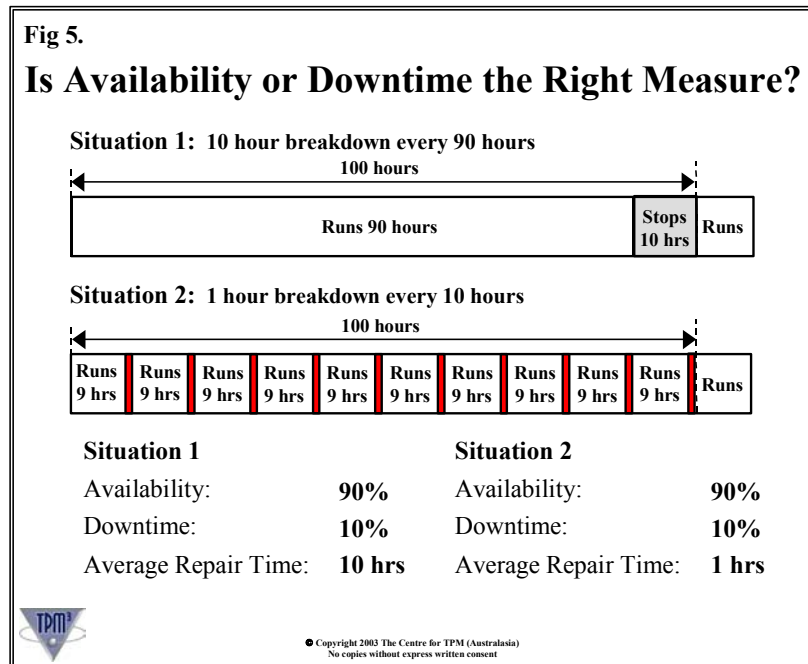 Fig 5.
Is Availability or Downtime the Right Measure?
Situation 1: 10 hour breakdown every 90 hours
100 hours
Runs 90 hours
Stops
10 hrs
Runs
Situation 2: 1 hour breakdown every 10 hours
100 hours
Runs
9 hrs
Runs
9 hrs
Runs
9 hrs
Runs
9 hrs
Runs
9 hrs
Runs
9 hrs
Runs
9 hrs
Runs
9 hrs
Runs
9 hrs
Runs
9 hrs
Runs
Situation 1
Availability: 90%
Downtime: 10%
Average Repair Time: 10 hrs
Situation 2
Availability: 90%
Downtime: 10%
Average Repair Time: 1 hrs
TPM³
© Copyright 2003 The Centre for TPM (Australasia)
No copies without express written consent